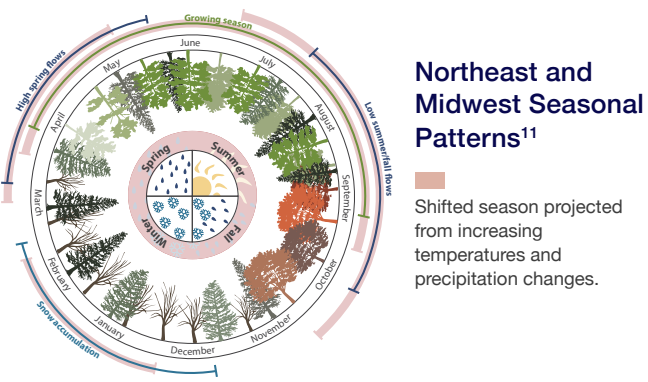 Growing season
High spring flows
Low summer/fall flows
Snow accumulation
June
July
August
September
October
November
December
January
February
March
April
May
Spring
Summer
Fall
Winter
Northeast and
Midwest Seasonal
Patterns¹¹
Shifted season projected
from increasing
temperatures and
precipitation changes.